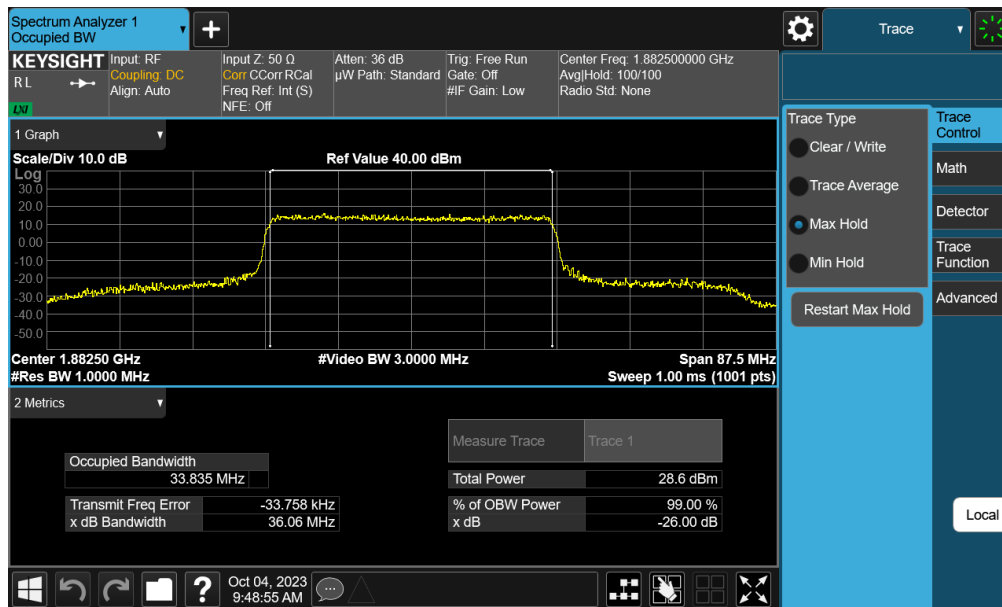 Spectrum Analyzer 1
Occupied BW
Trace
KEYSIGHT
R L
LXI
Input: RF
Coupling: DC
Align: Auto
Input Z: 50 Ω
Corr CCorr RCal
Freq Ref: Int (S)
NFE: Off
Atten: 36 dB
µW Path: Standard
Trig: Free Run
Gate: Off
#IF Gain: Low
Center Freq: 1.882500000 GHz
Avg|Hold: 100/100
Radio Std: None
1 Graph
Scale/Div 10.0 dB
Ref Value 40.00 dBm
Log
30.0
20.0
10.0
0.00
-10.0
-20.0
-30.0
-40.0
-50.0
Center 1.88250 GHz
#Video BW 3.0000 MHz
Span 87.5 MHz
#Res BW 1.0000 MHz
Sweep 1.00 ms (1001 pts)
2 Metrics
Measure Trace
Trace 1
Occupied Bandwidth
33.835 MHz
Total Power
28.6 dBm
Transmit Freq Error
-33.758 kHz
% of OBW Power
99.00 %
x dB Bandwidth
36.06 MHz
x dB
-26.00 dB
Trace Type
Clear / Write
Trace Average
Max Hold
Min Hold
Restart Max Hold
Trace
Control
Math
Detector
Trace
Function
Advanced
Local
?
Oct 04, 2023
9:48:55 AM